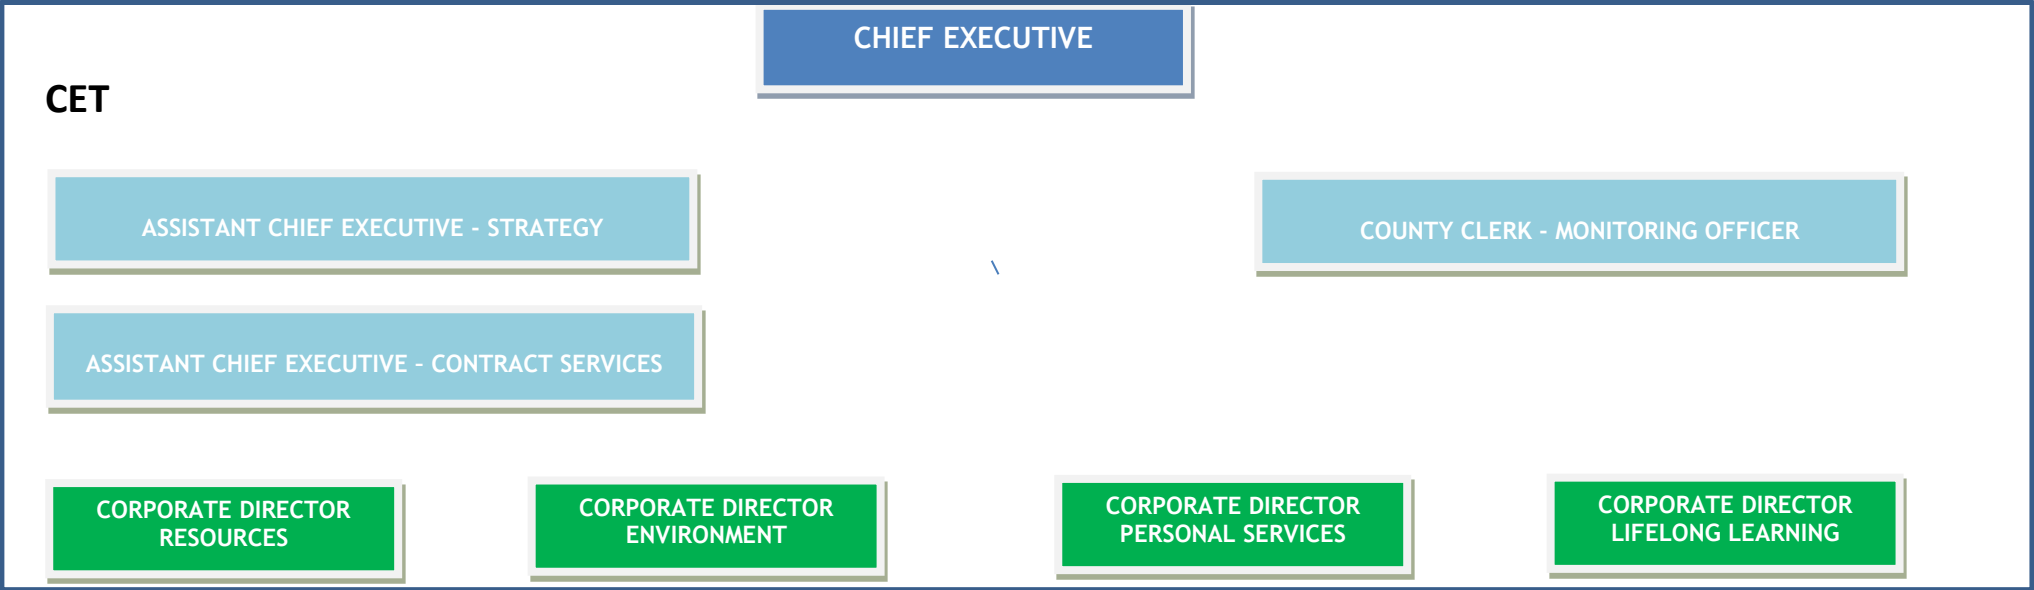 CHIEF EXECUTIVE
CET
ASSISTANT CHIEF EXECUTIVE - STRATEGY
COUNTY CLERK - MONITORING OFFICER
\
ASSISTANT CHIEF EXECUTIVE – CONTRACT SERVICES
CORPORATE DIRECTOR
RESOURCES
CORPORATE DIRECTOR
ENVIRONMENT
CORPORATE DIRECTOR
PERSONAL SERVICES
CORPORATE DIRECTOR
LIFELONG LEARNING